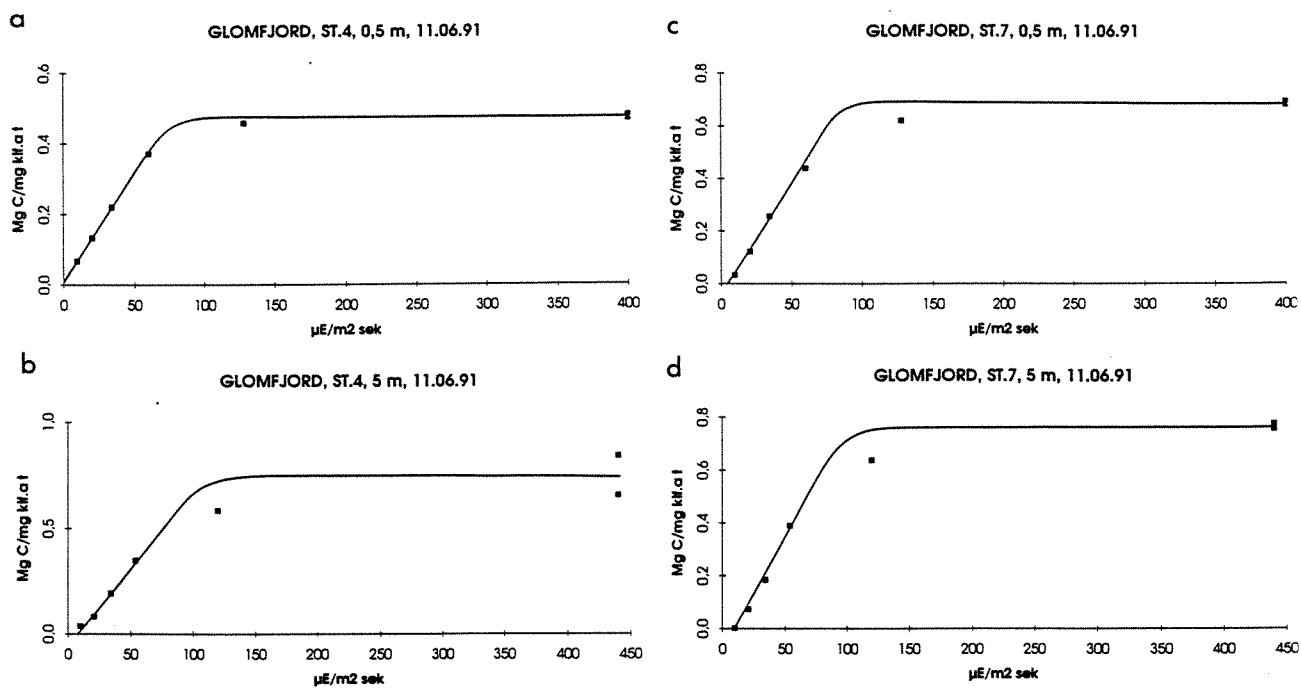 a
GLOMFJORD, ST.4, 0,5 m, 11.06.91
Mg C/mg klf.a t
0.0 0.2 0.4 0.6
0 50 100 150 200 250 300 350 400
µE/m2 sek
b
GLOMFJORD, ST.4, 5 m, 11.06.91
Mg C/mg klf.a t
0.0 0.5 1.0
0 50 100 150 200 250 300 350 400 450
µE/m2 sek
c
GLOMFJORD, ST.7, 0,5 m, 11.06.91
Mg C/mg klf.a t
0.0 0.2 0.4 0.6 0.8
0 50 100 150 200 250 300 350 400
µE/m2 sek
d
GLOMFJORD, ST.7, 5 m, 11.06.91
Mg C/mg klf.a t
0.0 0.2 0.4 0.6 0.8
0 50 100 150 200 250 300 350 400 450
µE/m2 sek